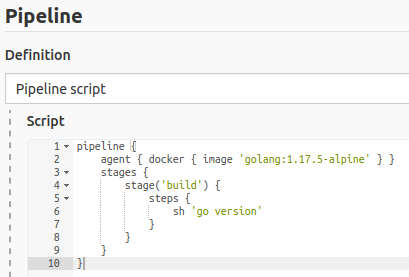 Pipeline
Definition
Pipeline script
Script
1 pipeline {
2     agent { docker { image 'golang:1.17.5-alpine' } }
3     stages {
4         stage('build') {
5             steps {
6                 sh 'go version'
7             }
8         }
9     }
10 }